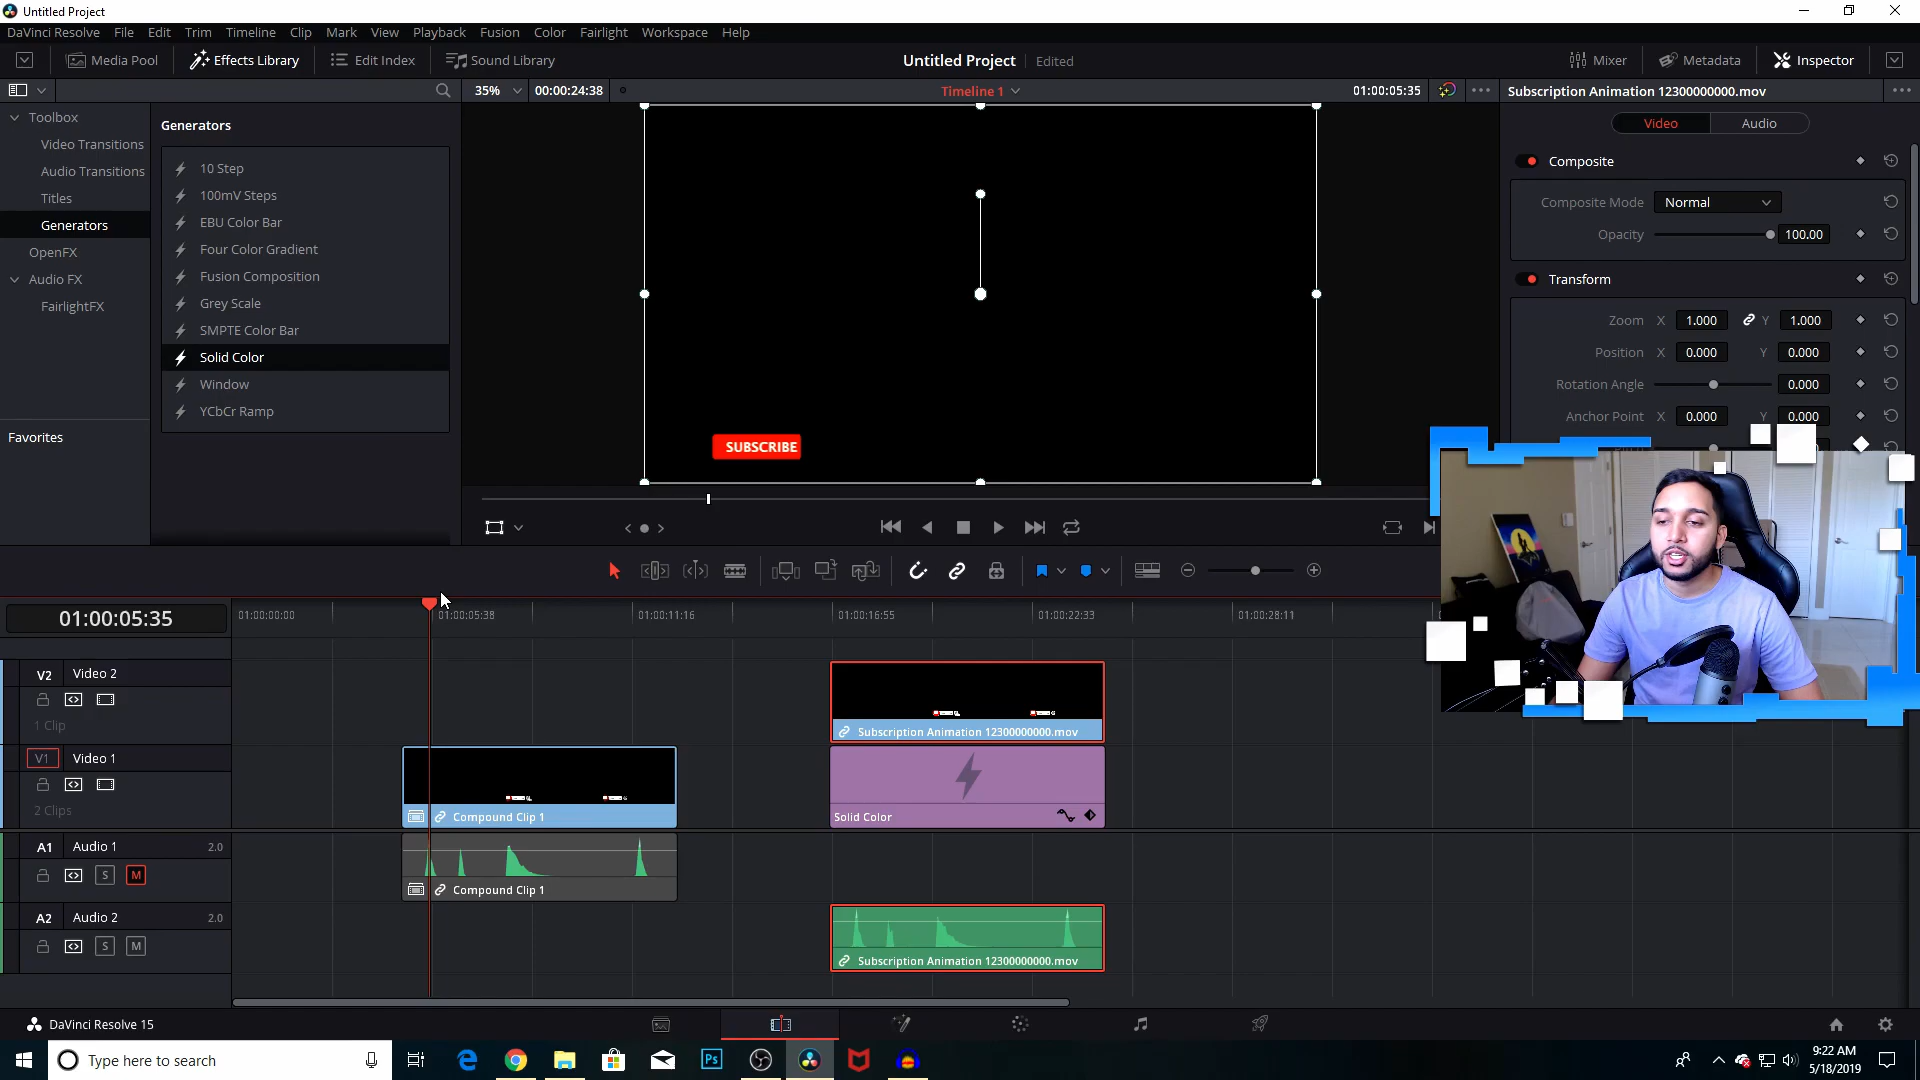 Untitled Project
DaVinci Resolve File Edit Trim Timeline Clip Mark View Playback Fusion Color Fairlight Workspace Help
Media Pool Effects Library Edit Index Sound Library Untitled Project Edited Mixer Metadata Inspector
35% 00:00:24:38 Timeline 1 01:00:05:35 Subscription Animation 12300000000.mov
Toolbox
Video Transitions
Audio Transitions
Titles
Generators
OpenFX
Audio FX
FairlightFX
Favorites
Generators
10 Step
100mV Steps
EBU Color Bar
Four Color Gradient
Fusion Composition
Grey Scale
SMPTE Color Bar
Solid Color
Window
YCbCr Ramp
SUBSCRIBE
Video Audio
Composite
Composite Mode Normal
Opacity 100.00
Transform
Zoom X 1.000 Y 1.000
Position X 0.000 Y 0.000
Rotation Angle 0.000
Anchor Point X 0.000 Y 0.000
01:00:05:35 01:00:00:00 01:00:05:38 01:00:11:16 01:00:16:55 01:00:22:33 01:00:28:11
V2 Video 2
1 Clip
Subscription Animation 12300000000.mov
V1 Video 1
2 Clips
Compound Clip 1
Solid Color
A1 Audio 1 2.0
S M
Compound Clip 1
A2 Audio 2 2.0
S M
Subscription Animation 12300000000.mov
DaVinci Resolve 15
Type here to search
Ps
9:22 AM
5/18/2019